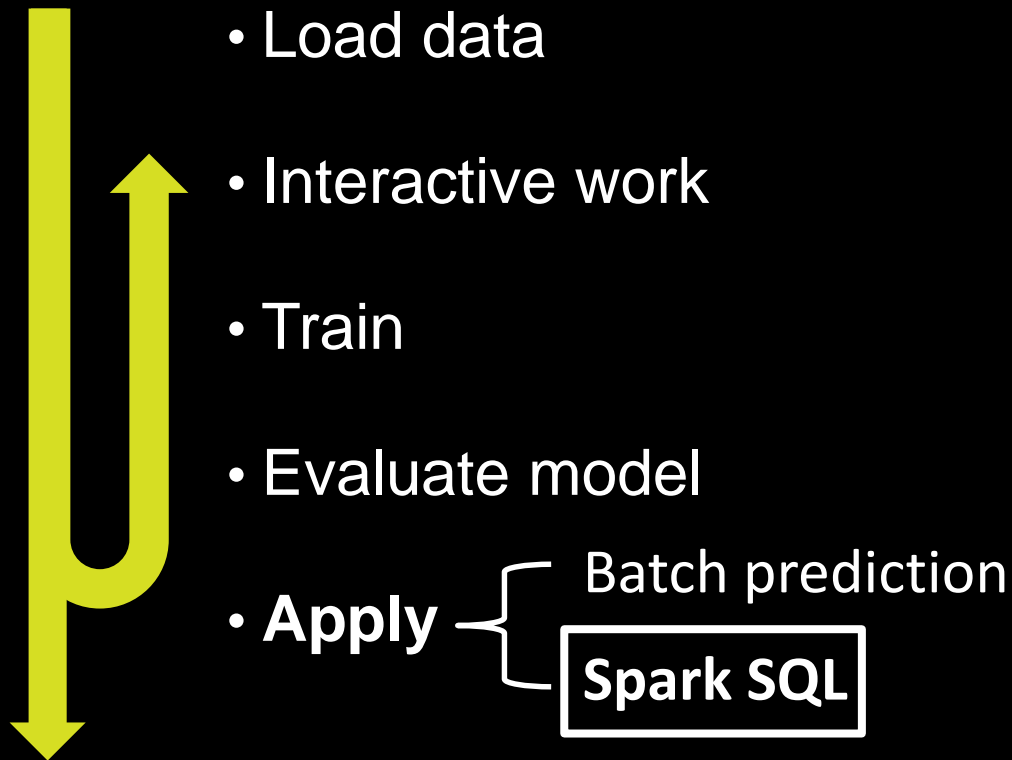 • Load data
• Interactive work
• Train
• Evaluate model
• Apply
Batch prediction
Spark SQL